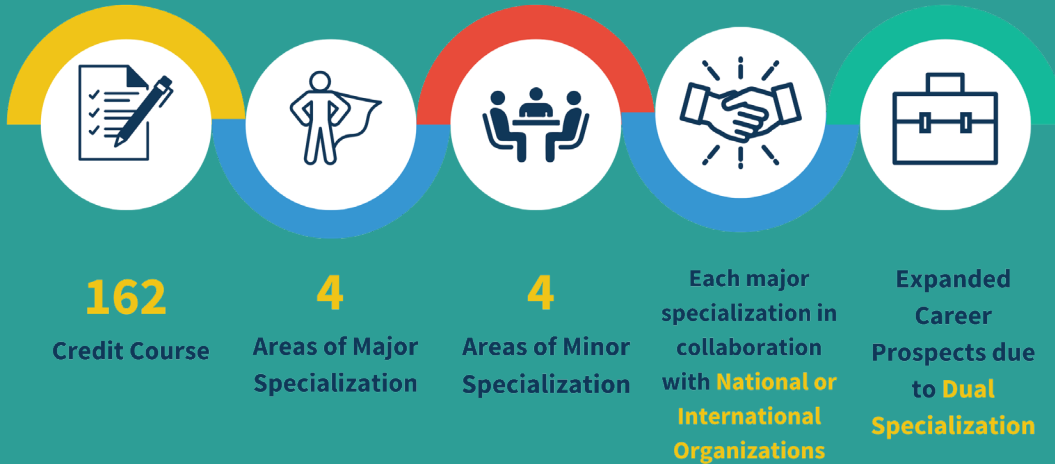 162
Credit Course
4
Areas of Major
Specialization
4
Areas of Minor
Specialization
Each major
specialization in
collaboration
with National or
International
Organizations
Expanded
Career
Prospects due
to Dual
Specialization